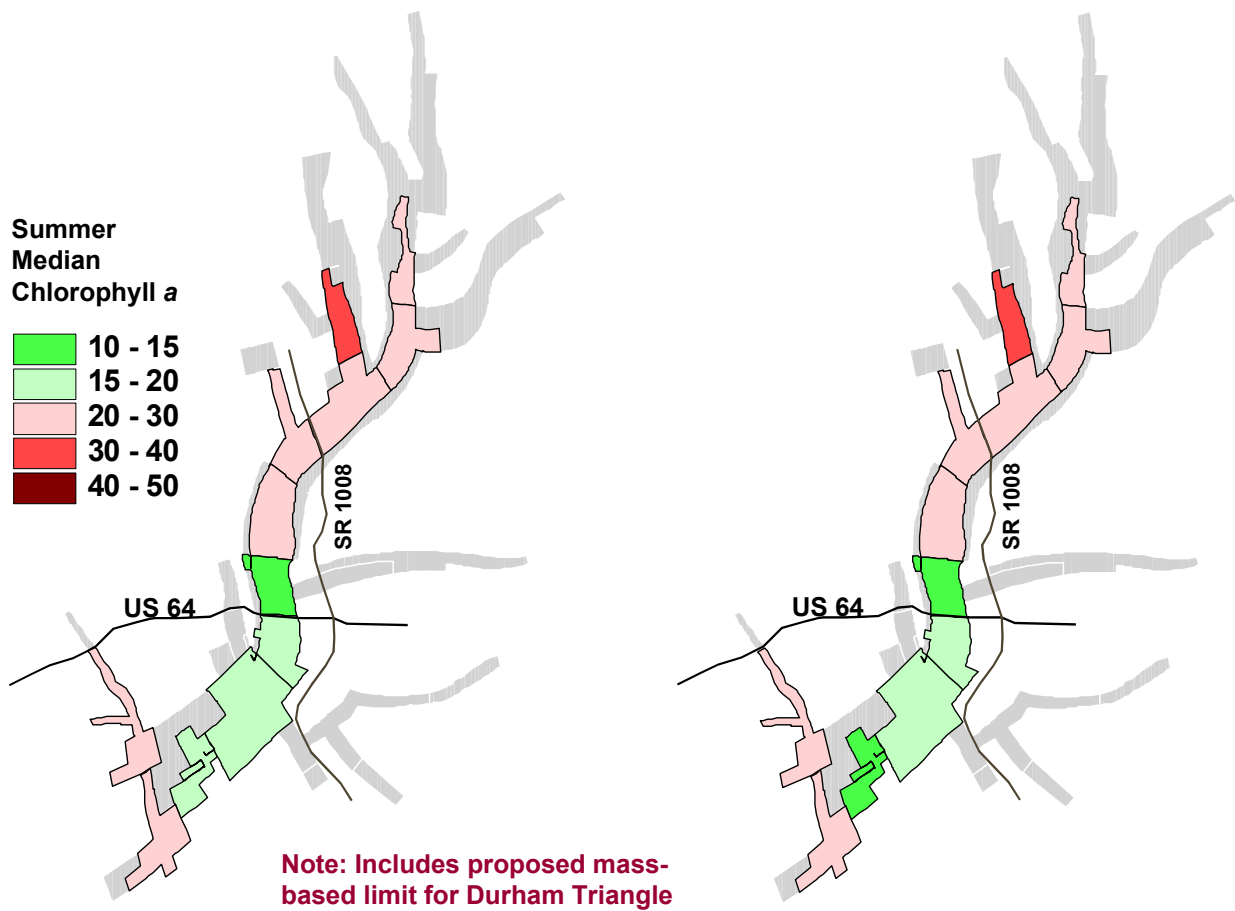 Summer
Median
Chlorophyll a
10 - 15
15 - 20
20 - 30
30 - 40
40 - 50
SR 1008
US 64
SR 1008
US 64
Note: Includes proposed mass-
based limit for Durham Triangle